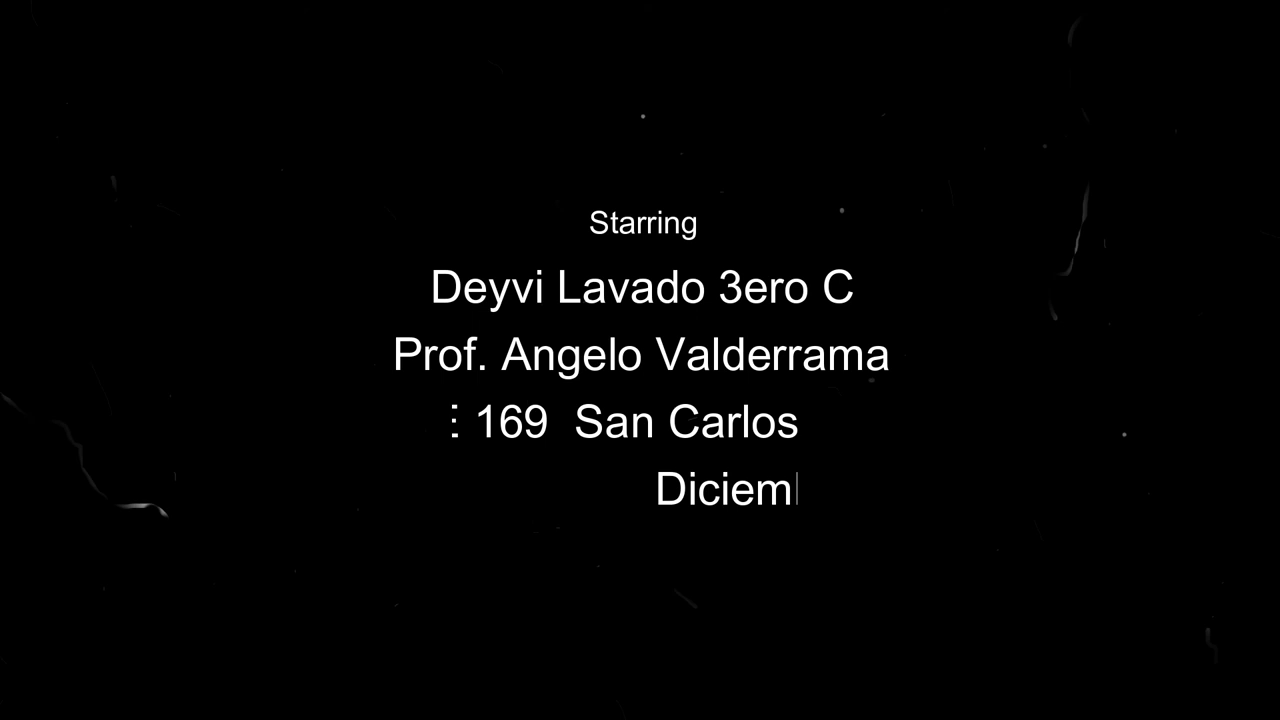 Starring
Deyvi Lavado 3ero C
Prof. Angelo Valderrama
169 San Carlos